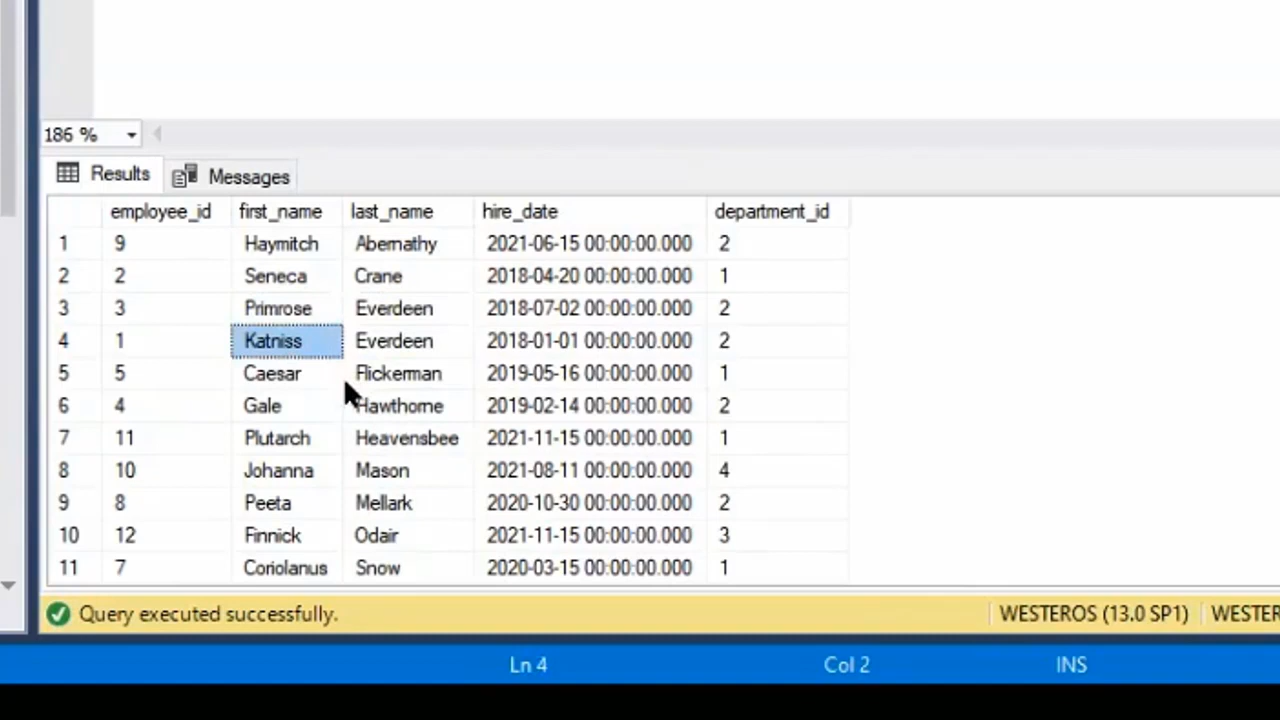 186 %
Results Messages
employee_id first_name last_name hire_date department_id
1 9 Haymitch Abernathy 2021-06-15 00:00:00.000 2
2 2 Seneca Crane 2018-04-20 00:00:00.000 1
3 3 Primrose Everdeen 2018-07-02 00:00:00.000 2
4 1 Katniss Everdeen 2018-01-01 00:00:00.000 2
5 5 Caesar Flickerman 2019-05-16 00:00:00.000 1
6 4 Gale Hawthorne 2019-02-14 00:00:00.000 2
7 11 Plutarch Heavensbee 2021-11-15 00:00:00.000 1
8 10 Johanna Mason 2021-08-11 00:00:00.000 4
9 8 Peeta Mellark 2020-10-30 00:00:00.000 2
10 12 Finnick Odair 2021-11-15 00:00:00.000 3
11 7 Coriolanus Snow 2020-03-15 00:00:00.000 1
Query executed successfully. WESTEROS (13.0 SP1) WESTER
Ln 4 Col 2 INS